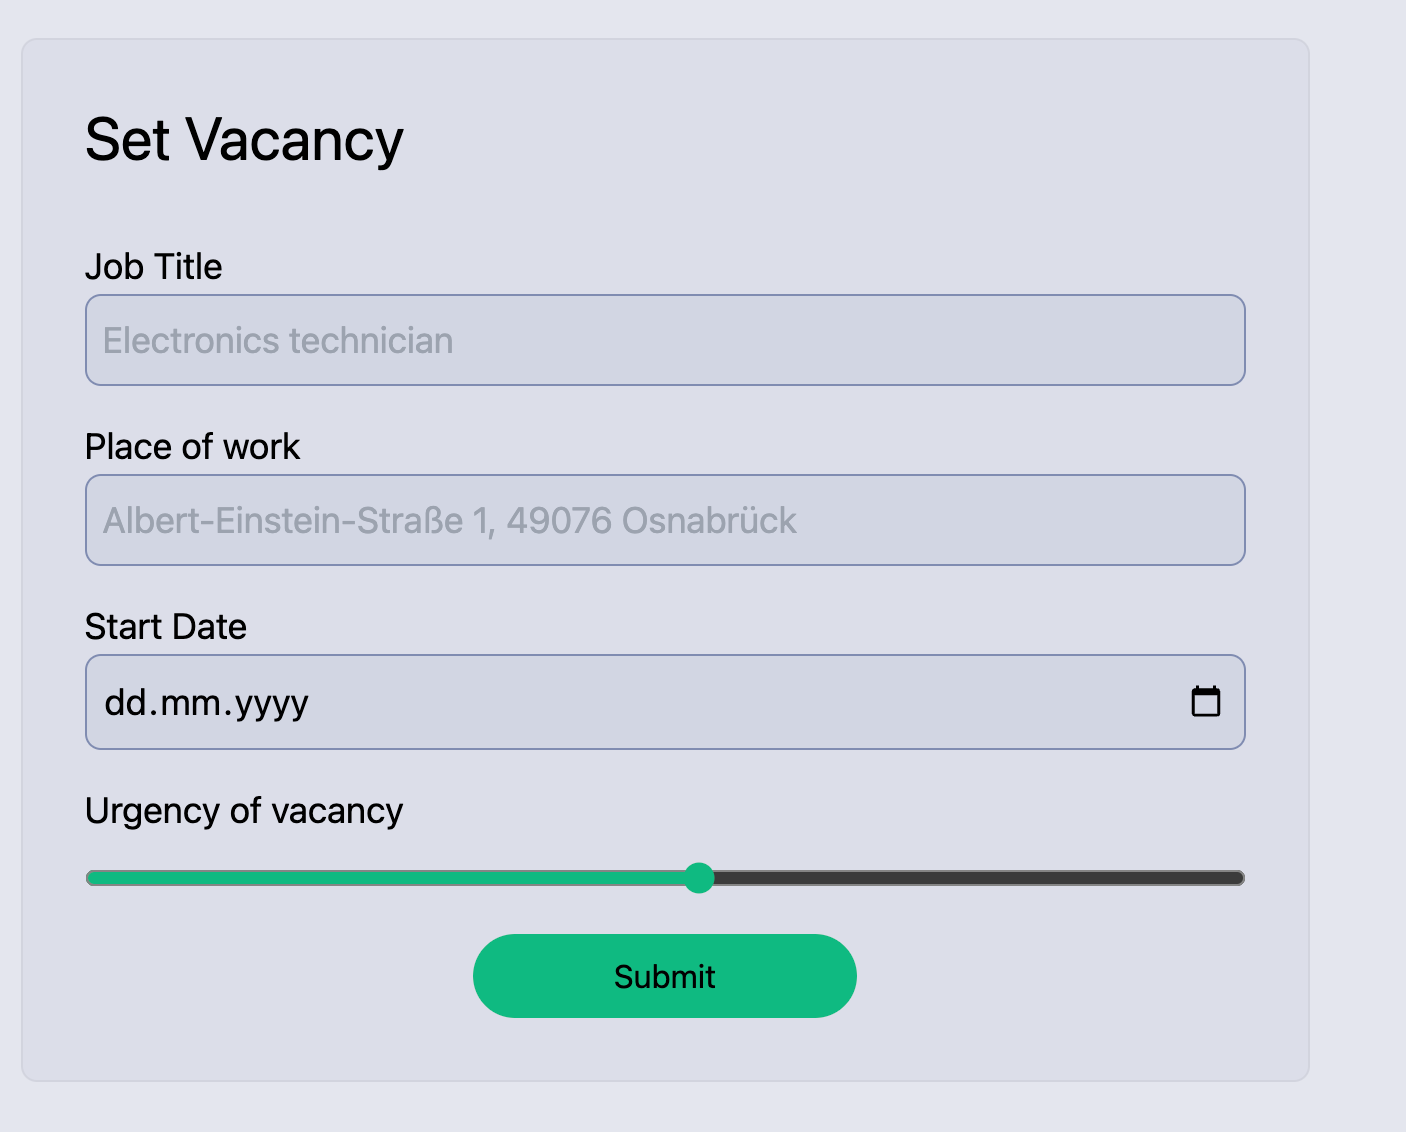 Set Vacancy
Job Title
Electronics technician
Place of work
Albert-Einstein-Straße 1, 49076 Osnabrück
Start Date
dd.mm.yyyy
Urgency of vacancy
Submit